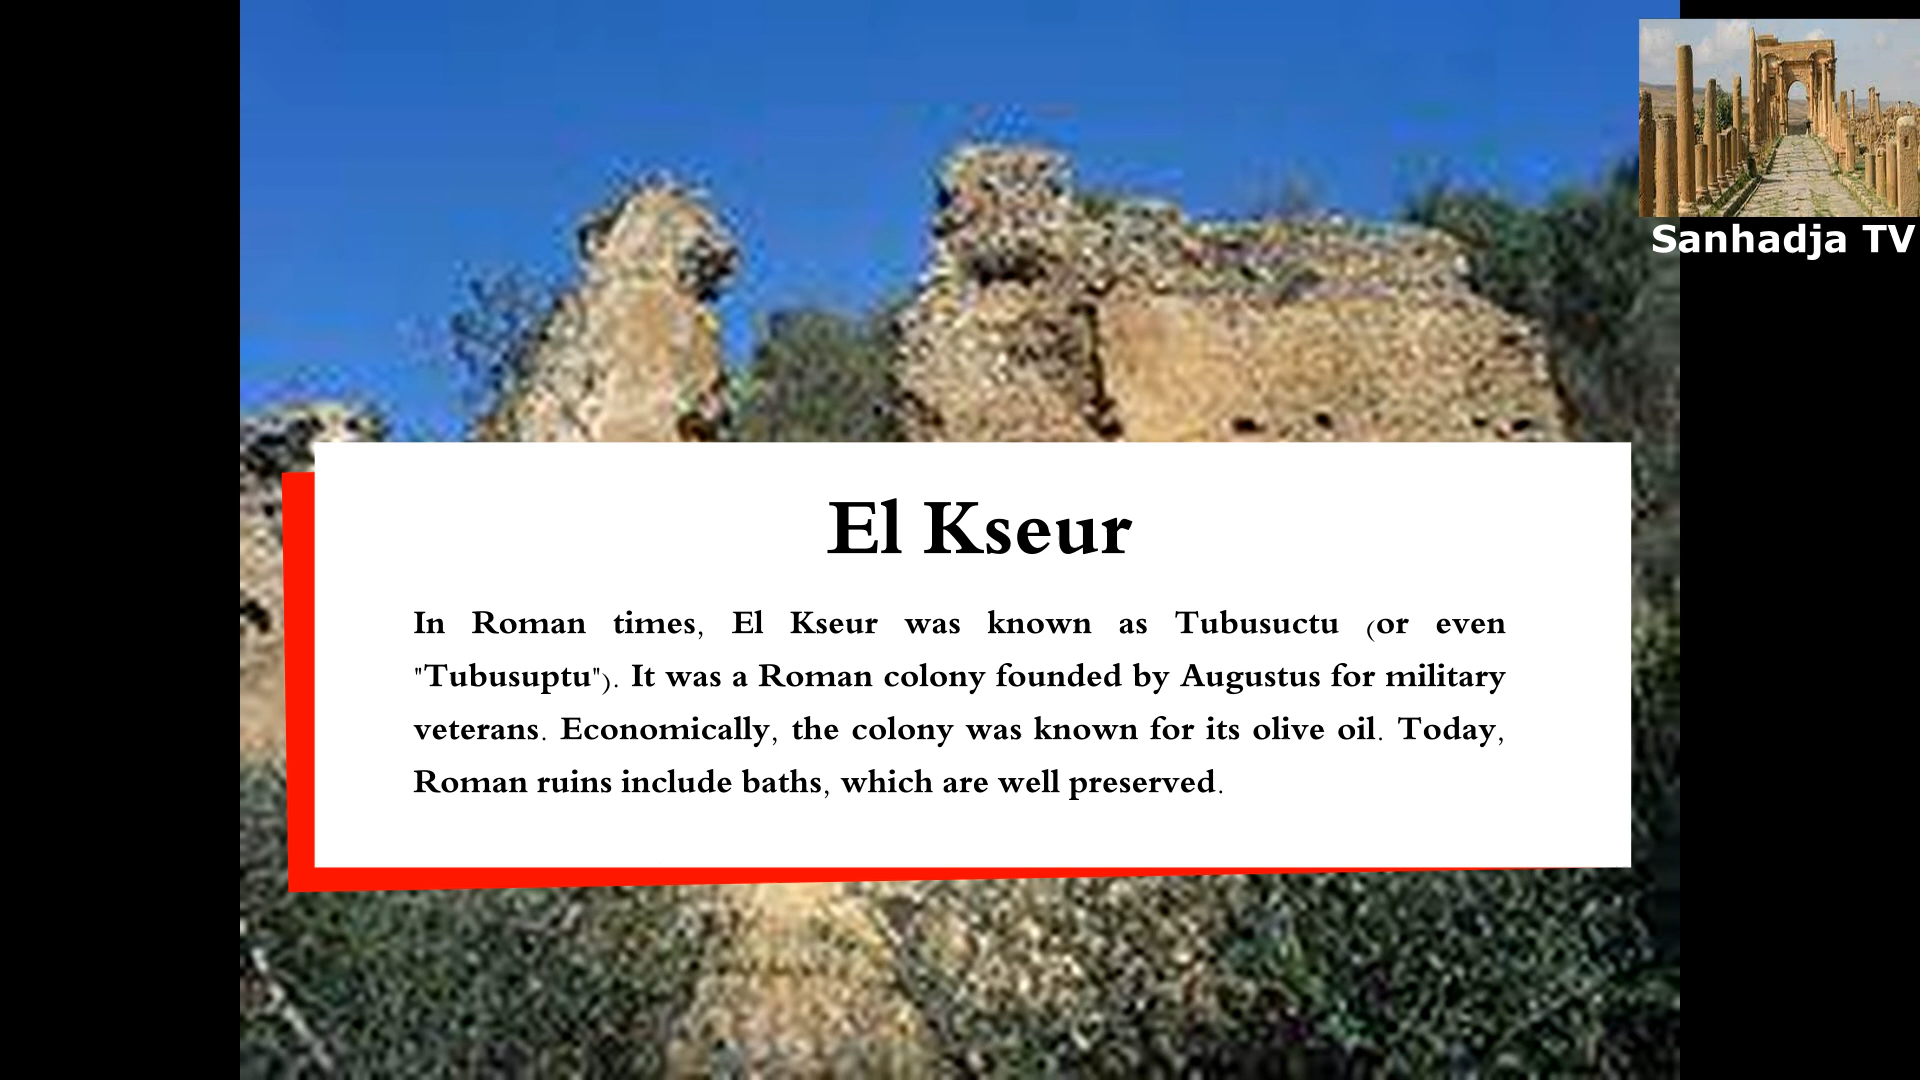 Sanhadja TV
El Kseur
In Roman times, El Kseur was known as Tubusuctu (or even
"Tubusuptu"). It was a Roman colony founded by Augustus for military
veterans. Economically, the colony was known for its olive oil. Today,
Roman ruins include baths, which are well preserved.